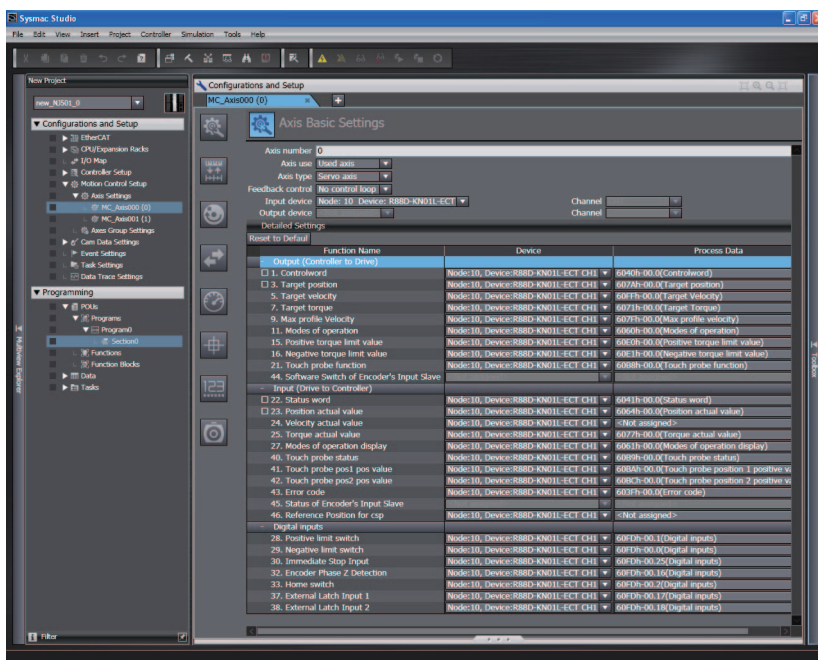 Sysmac Studio
File Edit View Insert Project Controller Simulation Tools Help
New Project
new_NJ501_0
Configurations and Setup
EtherCAT
CPU/Expansion Racks
I/O Map
Controller Setup
Motion Control Setup
Axis Settings
MC_Axis000 (0)
MC_Axis001 (1)
Axes Group Settings
Cam Data Settings
Event Settings
Task Settings
Data Trace Settings
Programming
POUs
Programs
Program0
Section0
Functions
Function Blocks
Data
Tasks
Filter
Multiview Explorer
Configurations and Setup
MC_Axis000 (0)
Axis Basic Settings
Axis number 0
Axis use Used axis
Axis type Servo axis
Feedback control No control loop
Input device Node: 10 Device: R88D-KN01L-ECT Channel
Output device Channel
Detailed Settings
Reset to Defaul
Function Name Device Process Data
- Output (Controller to Drive)
1. Controlword Node:10, Device:R88D-KN01L-ECT CH1 6040h-00.0(Controlword)
3. Target position Node:10, Device:R88D-KN01L-ECT CH1 607Ah-00.0(Target position)
5. Target velocity Node:10, Device:R88D-KN01L-ECT CH1 60FFh-00.0(Target Velocity)
7. Target torque Node:10, Device:R88D-KN01L-ECT CH1 6071h-00.0(Target Torque)
9. Max profile Velocity Node:10, Device:R88D-KN01L-ECT CH1 607Fh-00.0(Max profile velocity)
11. Modes of operation Node:10, Device:R88D-KN01L-ECT CH1 6060h-00.0(Modes of operation)
15. Positive torque limit value Node:10, Device:R88D-KN01L-ECT CH1 60E0h-00.0(Positive torque limit value)
16. Negative torque limit value Node:10, Device:R88D-KN01L-ECT CH1 60E1h-00.0(Negative torque limit value)
21. Touch probe function Node:10, Device:R88D-KN01L-ECT CH1 60B8h-00.0(Touch probe function)
44. Software Switch of Encoder's Input Slave
- Input (Drive to Controller)
22. Status word Node:10, Device:R88D-KN01L-ECT CH1 6041h-00.0(Status word)
23. Position actual value Node:10, Device:R88D-KN01L-ECT CH1 6064h-00.0(Position actual value)
24. Velocity actual value Node:10, Device:R88D-KN01L-ECT CH1 <Not assigned>
25. Torque actual value Node:10, Device:R88D-KN01L-ECT CH1 6077h-00.0(Torque actual value)
27. Modes of operation display Node:10, Device:R88D-KN01L-ECT CH1 6061h-00.0(Modes of operation display)
40. Touch probe status Node:10, Device:R88D-KN01L-ECT CH1 60B9h-00.0(Touch probe status)
41. Touch probe pos1 pos value Node:10, Device:R88D-KN01L-ECT CH1 60BAh-00.0(Touch probe position 1 positive va
42. Touch probe pos2 pos value Node:10, Device:R88D-KN01L-ECT CH1 60BCh-00.0(Touch probe position 2 positive va
43. Error code Node:10, Device:R88D-KN01L-ECT CH1 603Fh-00.0(Error code)
45. Status of Encoder's Input Slave
46. Reference Position for csp Node:10, Device:R88D-KN01L-ECT CH1 <Not assigned>
- Digital inputs
28. Positive limit switch Node:10, Device:R88D-KN01L-ECT CH1 60FDh-00.1(Digital inputs)
29. Negative limit switch Node:10, Device:R88D-KN01L-ECT CH1 60FDh-00.0(Digital inputs)
30. Immediate Stop Input Node:10, Device:R88D-KN01L-ECT CH1 60FDh-00.25(Digital inputs)
32. Encoder Phase Z Detection Node:10, Device:R88D-KN01L-ECT CH1 60FDh-00.16(Digital inputs)
33. Home switch Node:10, Device:R88D-KN01L-ECT CH1 60FDh-00.2(Digital inputs)
37. External Latch Input 1 Node:10, Device:R88D-KN01L-ECT CH1 60FDh-00.17(Digital inputs)
38. External Latch Input 2 Node:10, Device:R88D-KN01L-ECT CH1 60FDh-00.18(Digital inputs)
123
Toolbox